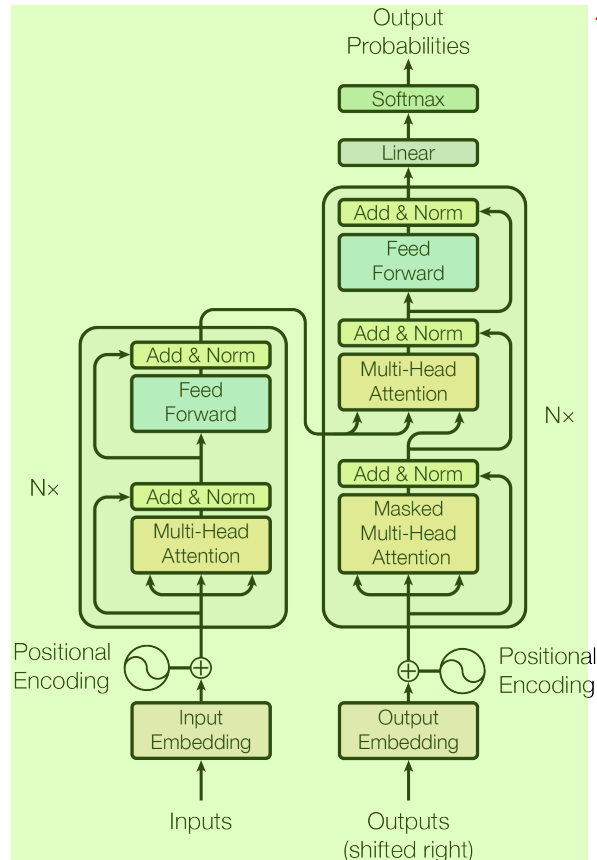 Output
Probabilities
Softmax
Linear
Add & Norm
Feed
Forward
Add & Norm
Multi-Head
Attention
Add & Norm
Masked
Multi-Head
Attention
N×
Add & Norm
Feed
Forward
Add & Norm
Multi-Head
Attention
N×
Positional
Encoding
Positional
Encoding
Input
Embedding
Output
Embedding
Inputs
Outputs
(shifted right)